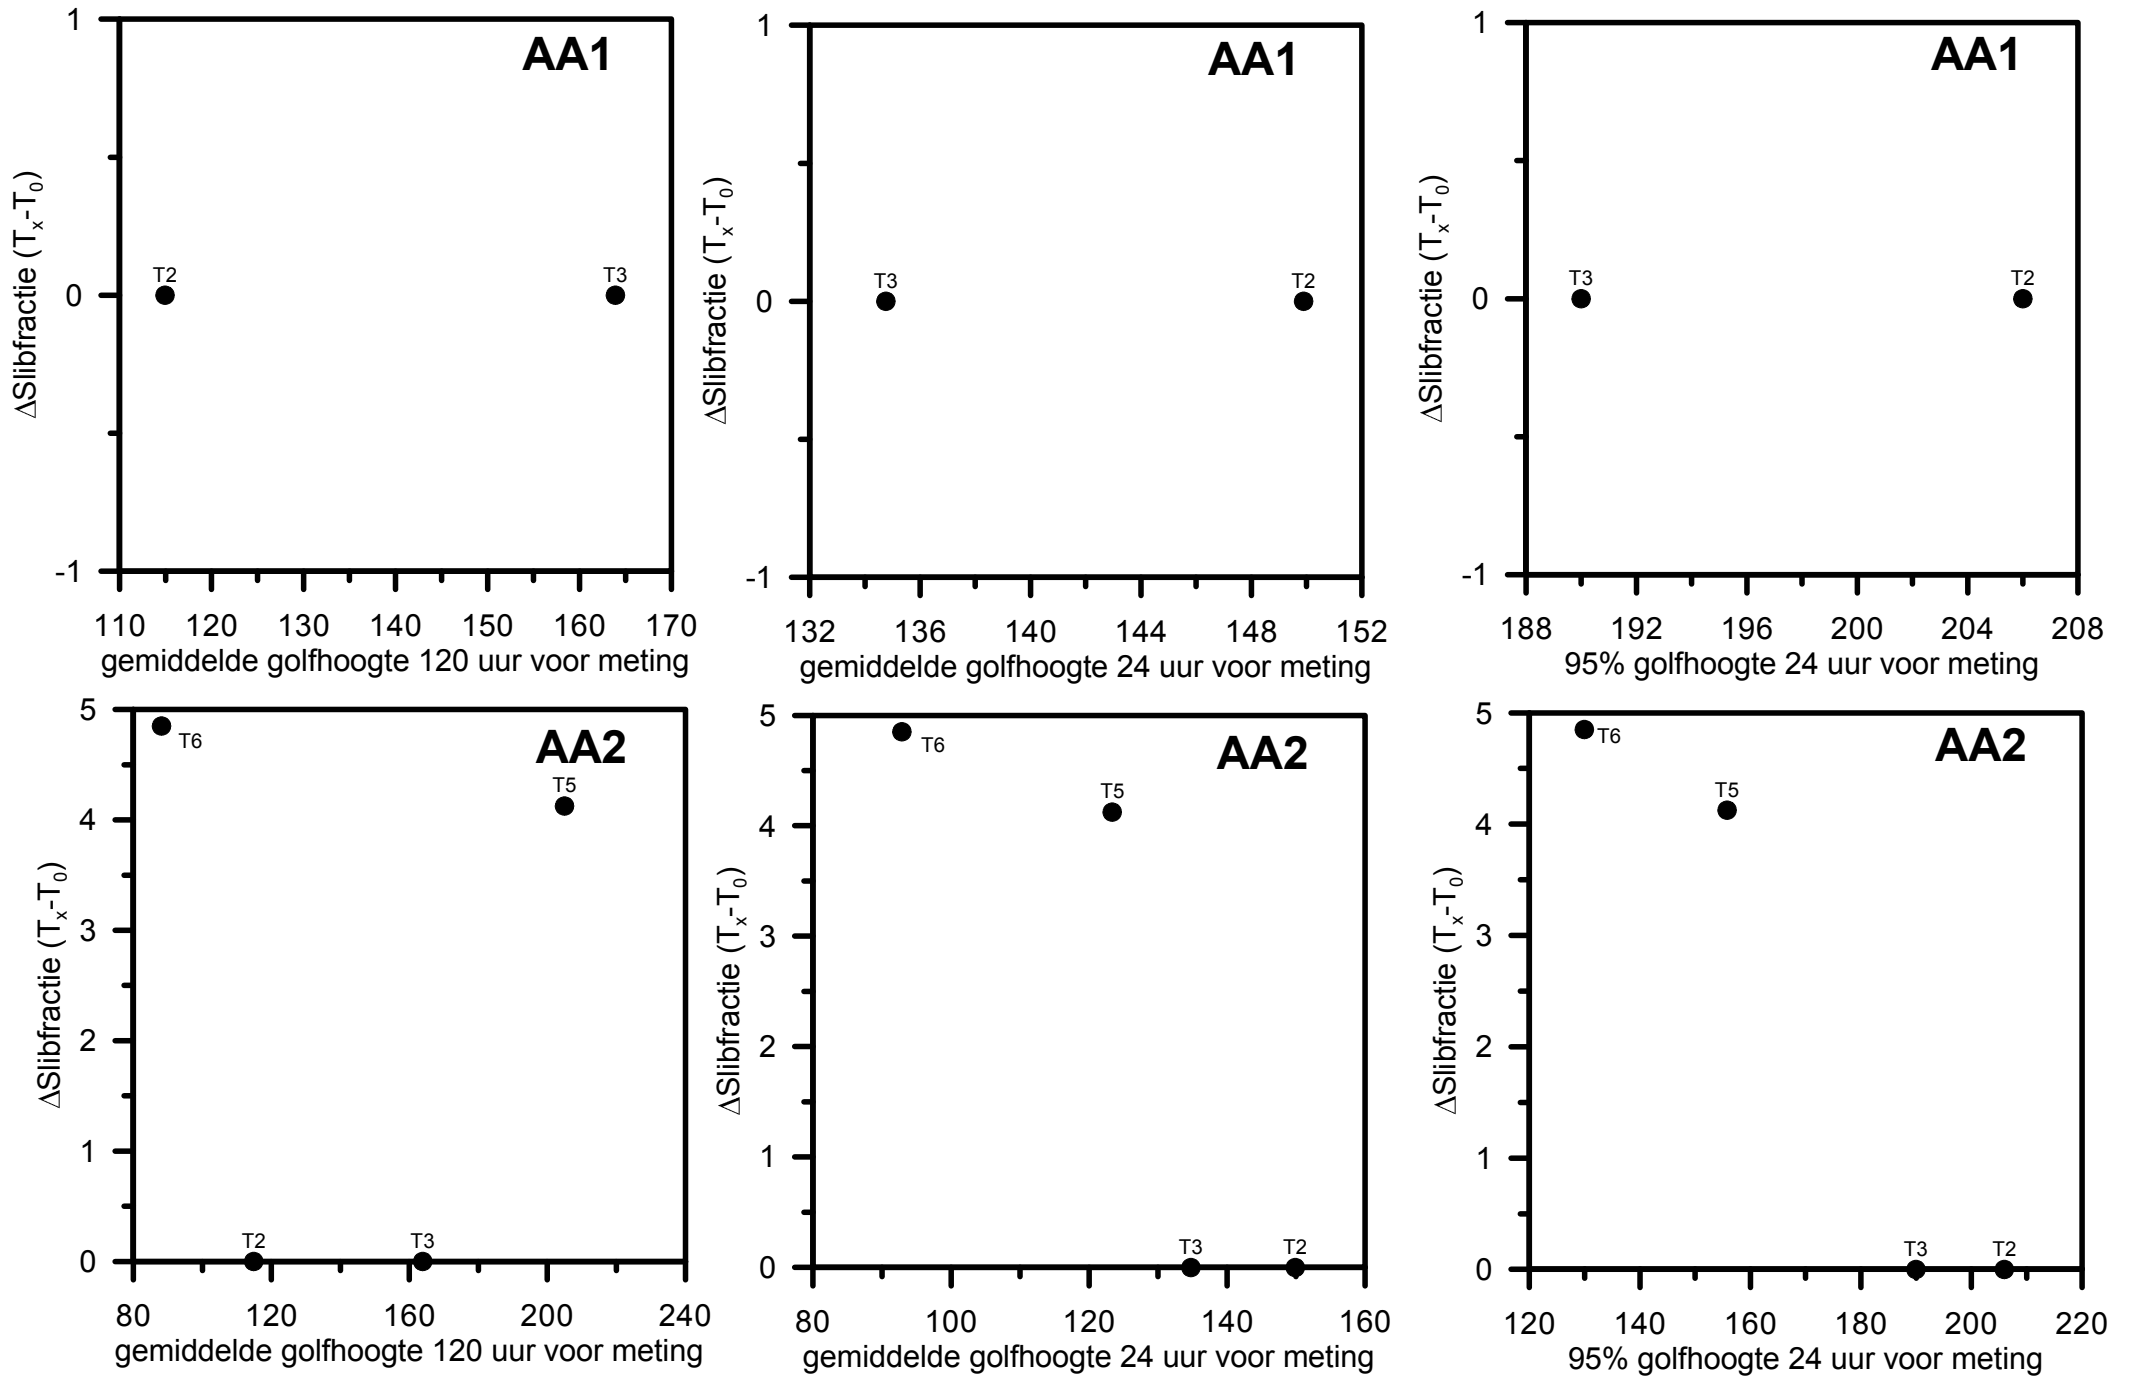 AA1
1
0
-1
ΔSlibfractie (Tx-T0)
T2
T3
110 120 130 140 150 160 170
gemiddelde golfhoogte 120 uur voor meting
AA1
1
0
-1
ΔSlibfractie (Tx-T0)
T3
T2
132 136 140 144 148 152
gemiddelde golfhoogte 24 uur voor meting
AA1
1
0
-1
ΔSlibfractie (Tx-T0)
T3
T2
188 192 196 200 204 208
95% golfhoogte 24 uur voor meting
AA2
5
4
3
2
1
0
ΔSlibfractie (Tx-T0)
T6
T5
T2
T3
80 120 160 200 240
gemiddelde golfhoogte 120 uur voor meting
AA2
5
4
3
2
1
0
ΔSlibfractie (Tx-T0)
T6
T5
T3
T2
80 100 120 140 160
gemiddelde golfhoogte 24 uur voor meting
AA2
5
4
3
2
1
0
ΔSlibfractie (Tx-T0)
T6
T5
T3
T2
120 140 160 180 200 220
95% golfhoogte 24 uur voor meting